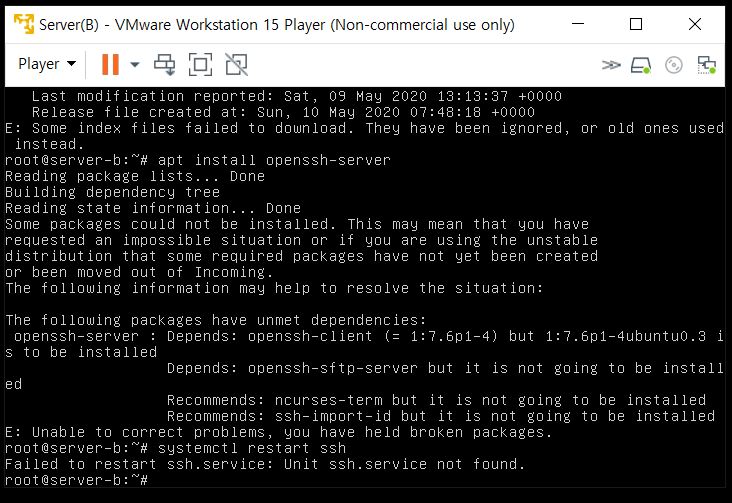 Server(B) - VMware Workstation 15 Player (Non-commercial use only)
Player
Last modification reported: Sat, 09 May 2020 13:13:37 +0000
Release file created at: Sun, 10 May 2020 07:48:18 +0000
E: Some index files failed to download. They have been ignored, or old ones used
instead.
root@server-b:~# apt install openssh-server
Reading package lists... Done
Building dependency tree
Reading state information... Done
Some packages could not be installed. This may mean that you have
requested an impossible situation or if you are using the unstable
distribution that some required packages have not yet been created
or been moved out of Incoming.
The following information may help to resolve the situation:
The following packages have unmet dependencies:
openssh-server : Depends: openssh-client (= 1:7.6p1-4) but 1:7.6p1-4ubuntu0.3 i
s to be installed
Depends: openssh-sftp-server but it is not going to be install
ed
Recommends: ncurses-term but it is not going to be installed
Recommends: ssh-import-id but it is not going to be installed
E: Unable to correct problems, you have held broken packages.
root@server-b:~# systemctl restart ssh
Failed to restart ssh.service: Unit ssh.service not found.
root@server-b:~#